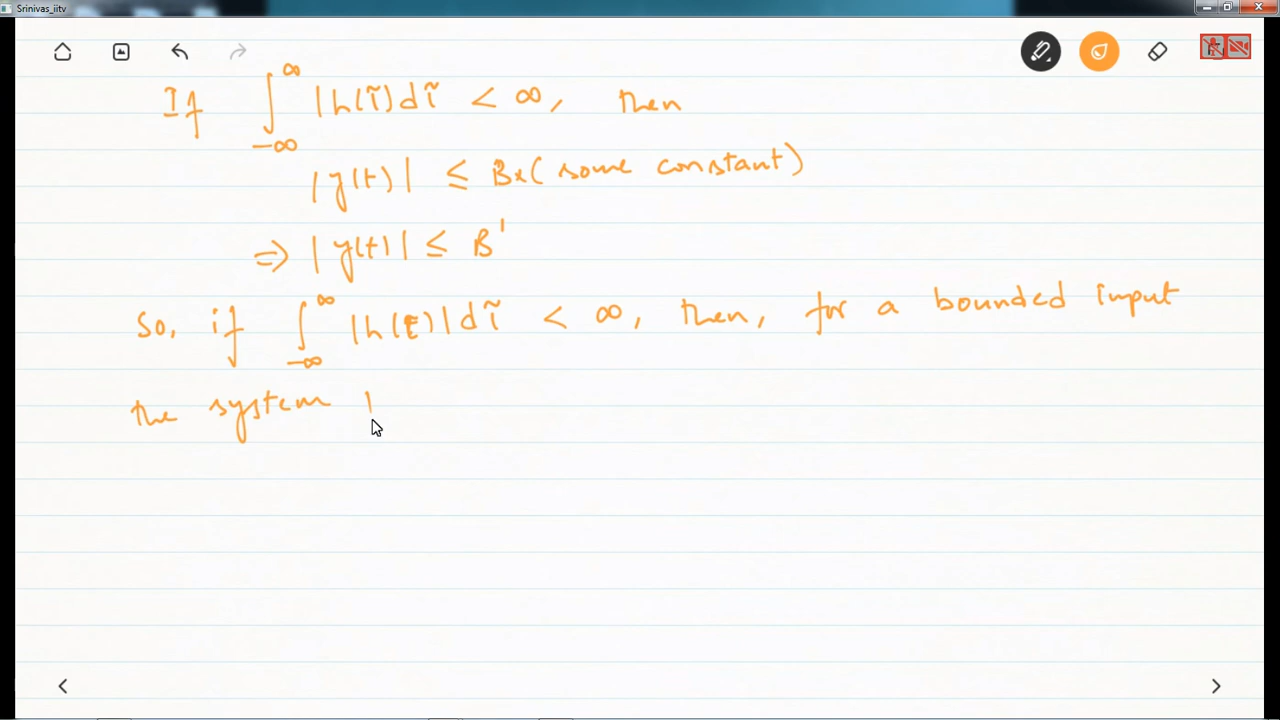 Srinivas_iitv
If ∫_{-∞}^{∞} |h(τ̃)dτ̃ < ∞, then
|y(t)| ≤ Bx(some constant)
⇒ |y(t)| ≤ B'
So, if ∫_{-∞}^{∞} |h(τ)|dτ̃ < ∞, then, for a bounded input
the system